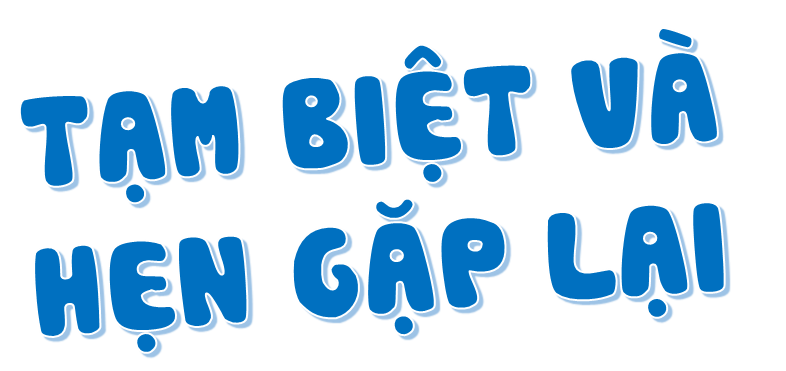 TẠM BIỆT VÀ
HẸN GẶP LẠI